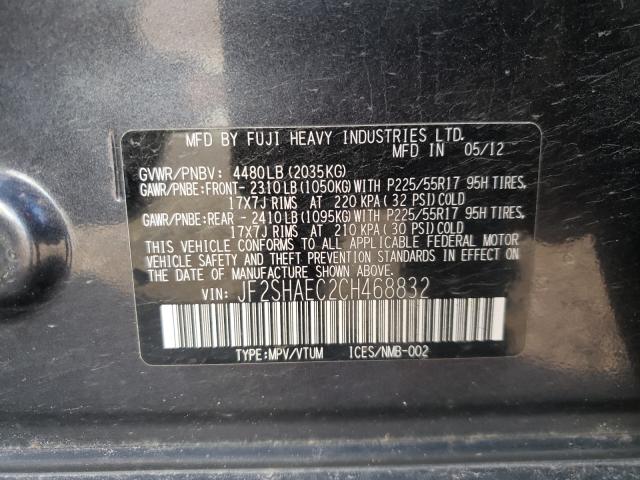 MFD BY FUJI HEAVY INDUSTRIES LTD.
MFD IN 05/12
GVWR/PNBV: 4480LB(2035KG)
GAWR/PNBE:FRONT- 2310LB(1050KG)WITH P225/55R17 95H TIRES,
17X7J RIMS AT 220 KPA( 32 PSI)COLD
GAWR/PNBE:REAR - 2410LB(1095KG)WITH P225/55R17 95H TIRES,
17X7J RIMS AT 210 KPA( 30 PSI)COLD
THIS VEHICLE CONFORMS TO ALL APPLICABLE FEDERAL MOTOR
VEHICLE SAFETY AND THEFT PREVENTION STANDARDS IN EFFECT ON
THE DATE OF MANUFACTURE SHOWN ABOVE.
VIN: JF2SHAEC2CH468832
TYPE:MPV/VTUM ICES/NMB-002